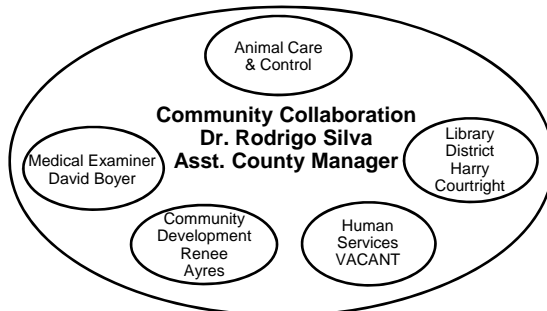 Animal Care
& Control
Community Collaboration
Dr. Rodrigo Silva
Asst. County Manager
Medical Examiner
David Boyer
Library
District
Harry
Courtright
Community
Development
Renee
Ayres
Human
Services
VACANT